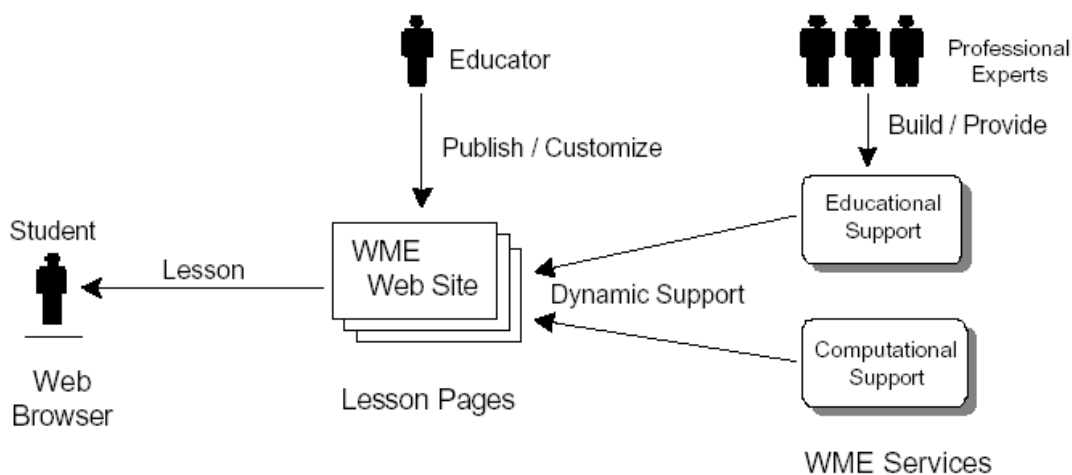 Educator
Professional
Experts
Publish / Customize
Build / Provide
Student
Lesson
WME
Web Site
Dynamic Support
Educational
Support
Computational
Support
Web
Browser
Lesson Pages
WME Services